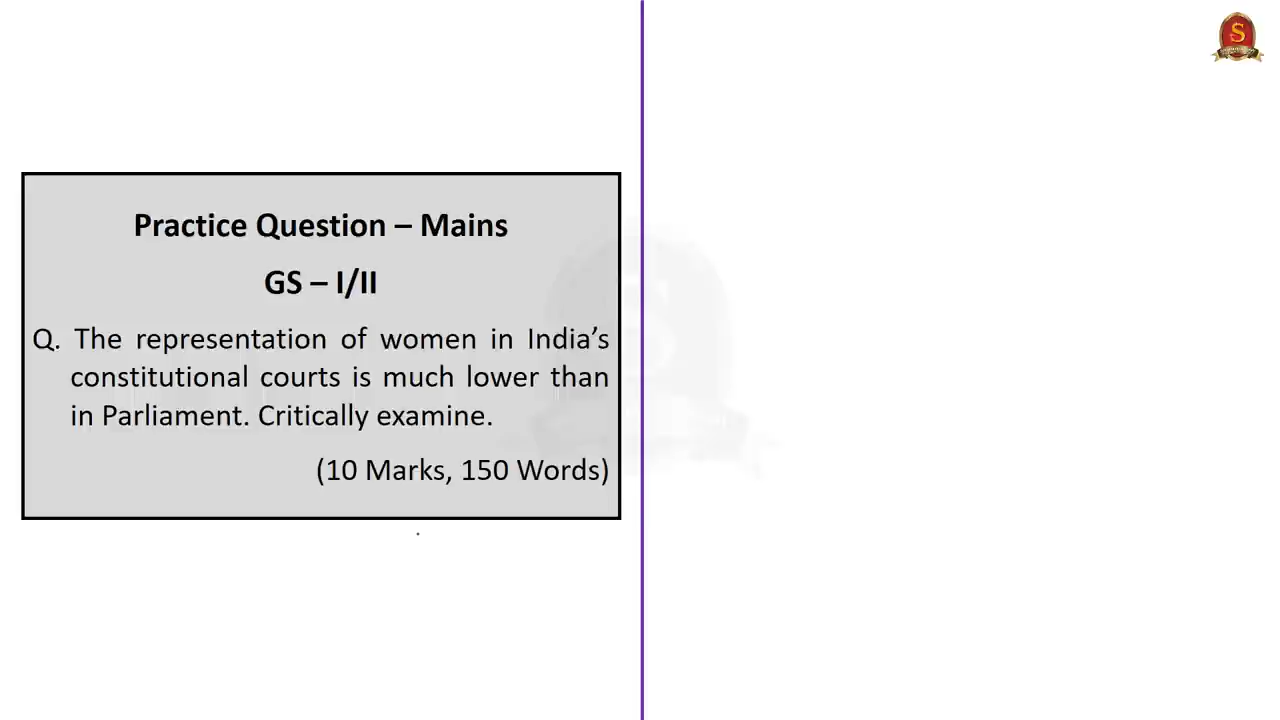 S
Practice Question – Mains
GS – I/II
Q. The representation of women in India’s
constitutional courts is much lower than
in Parliament. Critically examine.
(10 Marks, 150 Words)